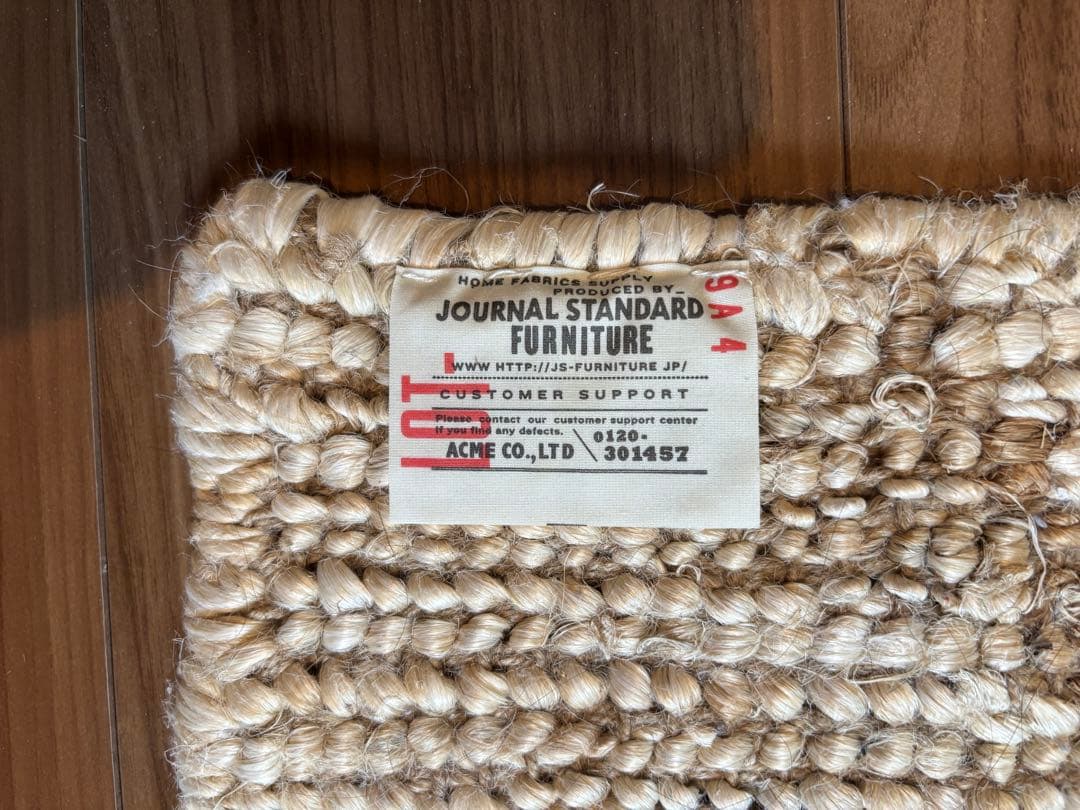 HOME FABRICS SUPPLY
PRODUCED BY_
JOURNAL STANDARD
FURNITURE
WWW HTTP://JS-FURNITURE JP/
CUSTOMER SUPPORT
Please contact our customer support center
If you find any defects.
ACME CO.,LTD \ 0120-
301457
LOT-
9A4